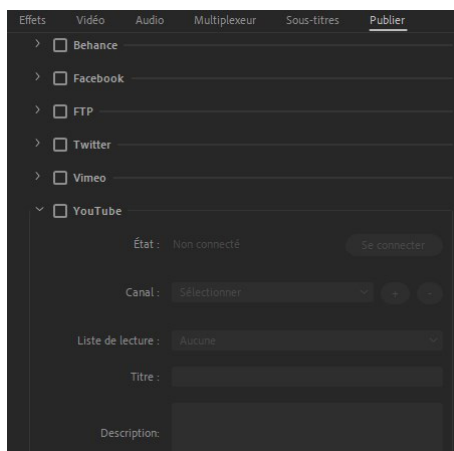 Effets Vidéo Audio Multiplexeur Sous-titres Publier
Behance
Facebook
FTP
Twitter
Vimeo
YouTube
État : Non connecté Se connecter
Canal : Sélectionner + -
Liste de lecture : Aucune
Titre :
Description: